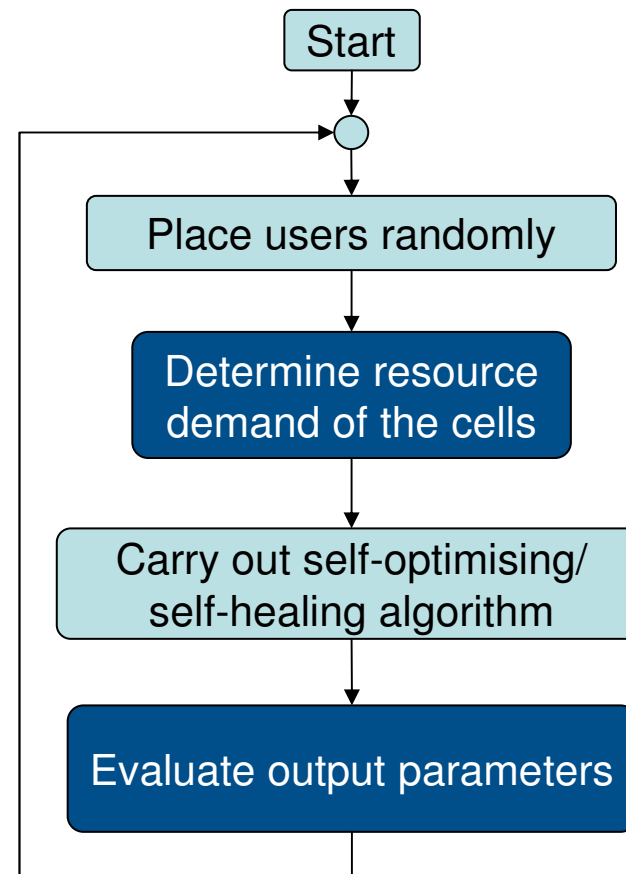 Start
Place users randomly
Determine resource
demand of the cells
Carry out self-optimising/
self-healing algorithm
Evaluate output parameters